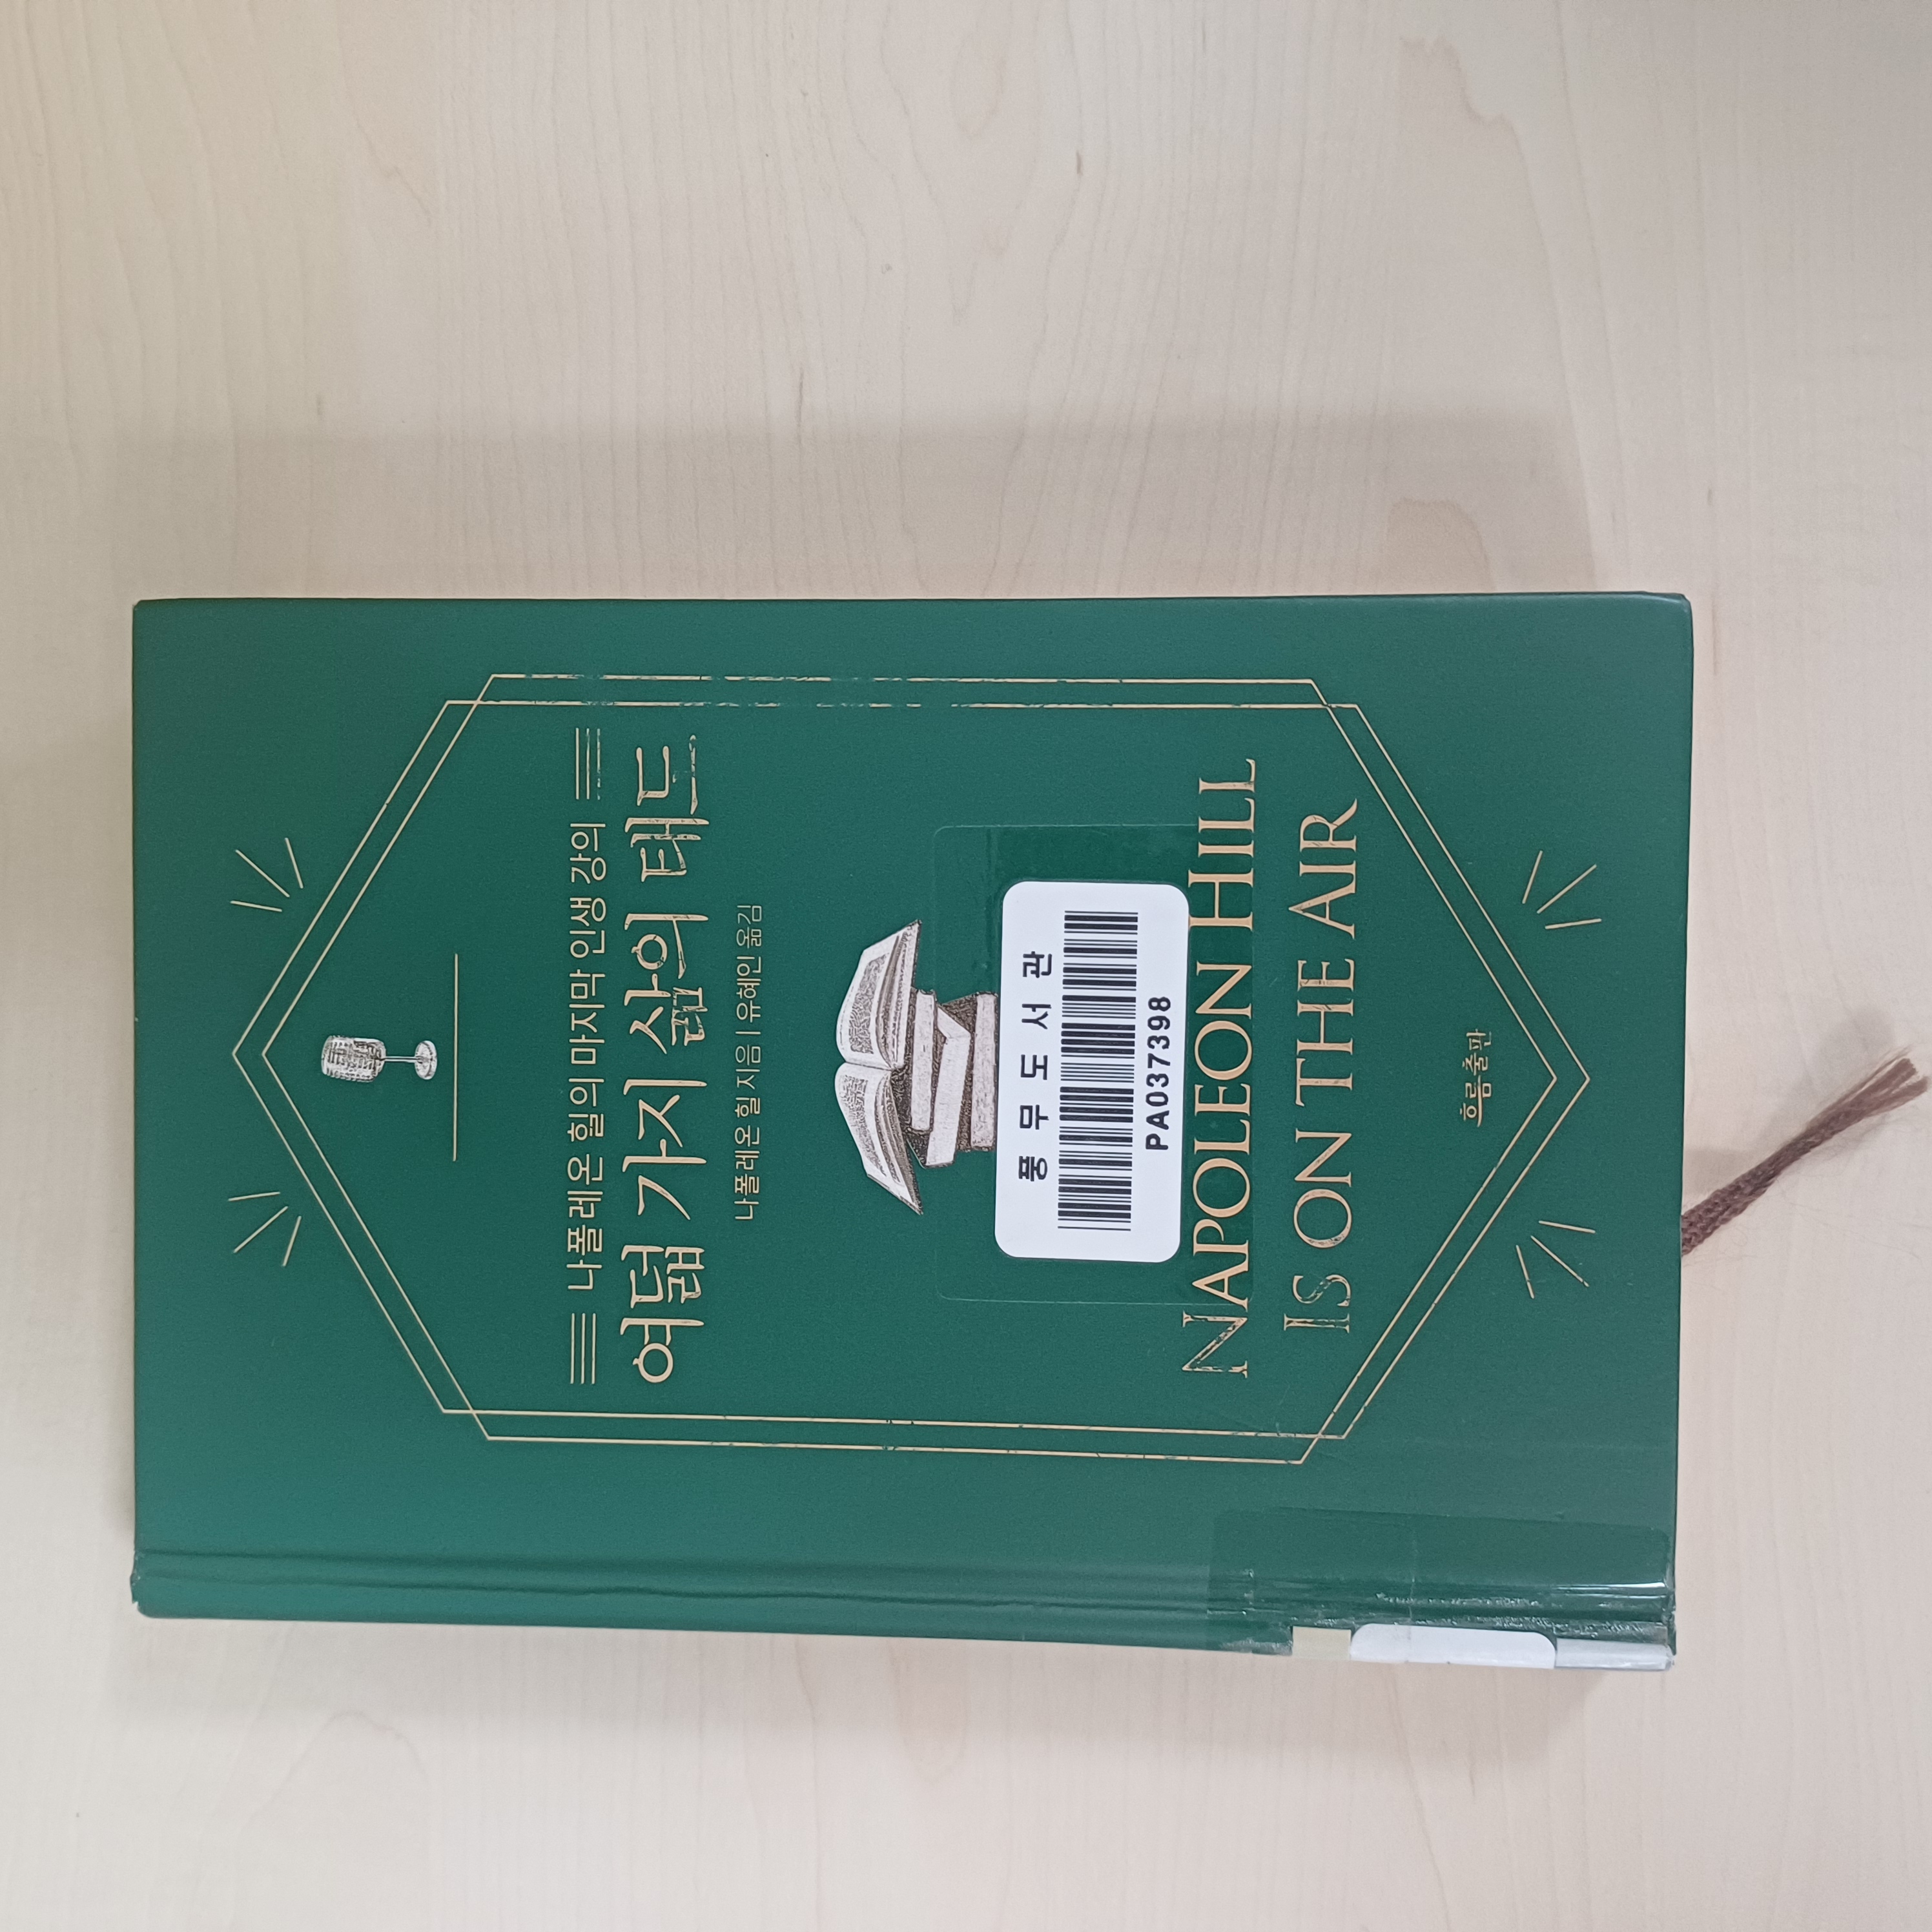 나폴레온 힐의 마지막 인생 강의
여덟 가지 삶의 태도
나폴레온 힐 지음 | 유혜인 옮김
풍무도서관
PA037398
NAPOLEON HILL
IS ON THE AIR
흐름출판